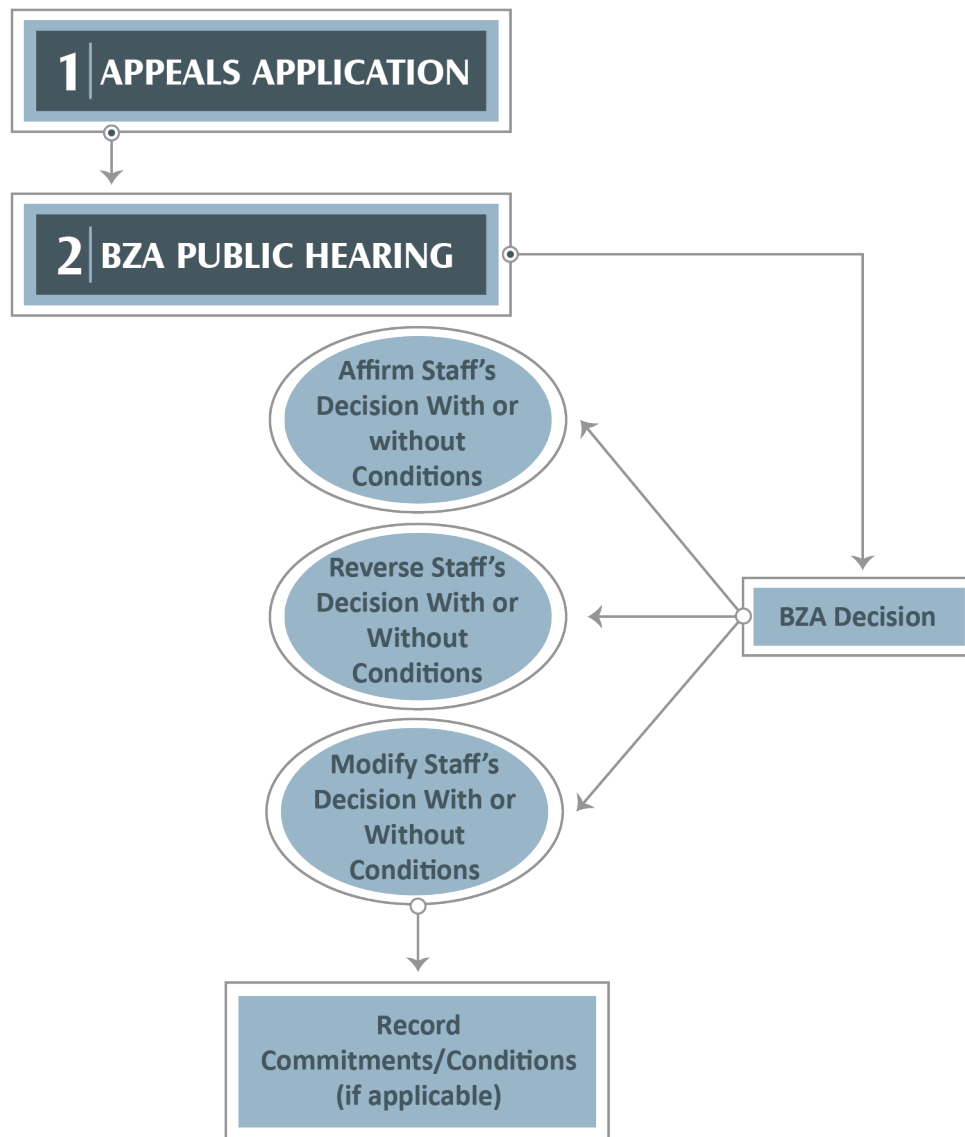 1 APPEALS APPLICATION
2 BZA PUBLIC HEARING
Affirm Staff’s
Decision With or
without
Conditions
Reverse Staff’s
Decision With or
Without
Conditions
BZA Decision
Modify Staff’s
Decision With or
Without
Conditions
Record
Commitments/Conditions
(if applicable)